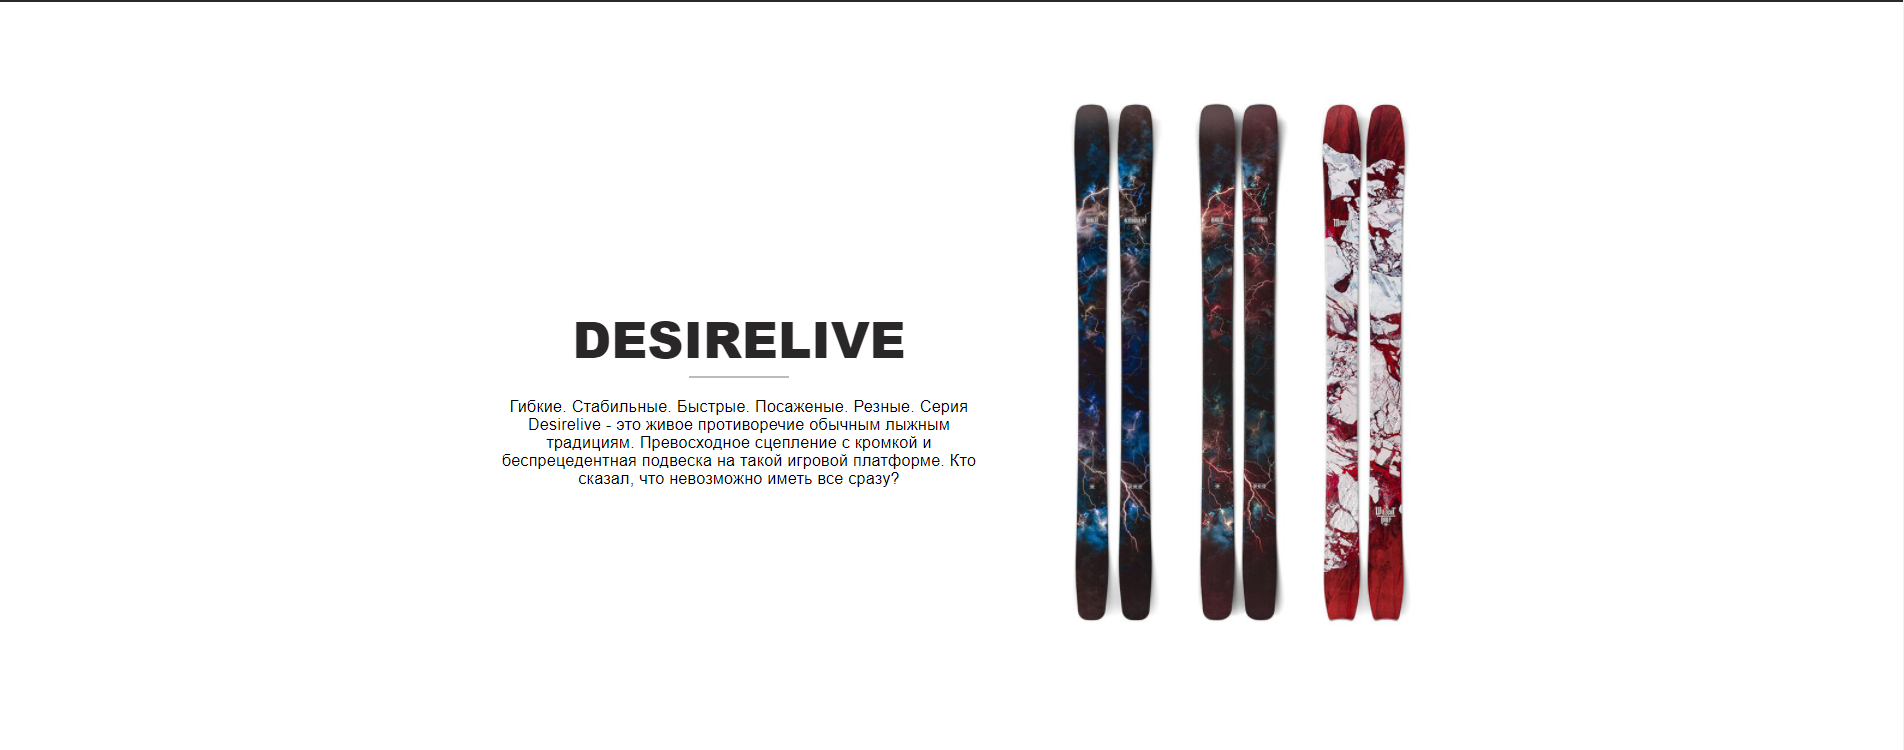 DESIRELIVE
Гибкие. Стабильные. Быстрые. Посаженые. Резные. Серия
Desirelive - это живое противоречие обычным лыжным
традициям. Превосходное сцепление с кромкой и
беспрецедентная подвеска на такой игровой платформе. Кто
сказал, что невозможно иметь все сразу?